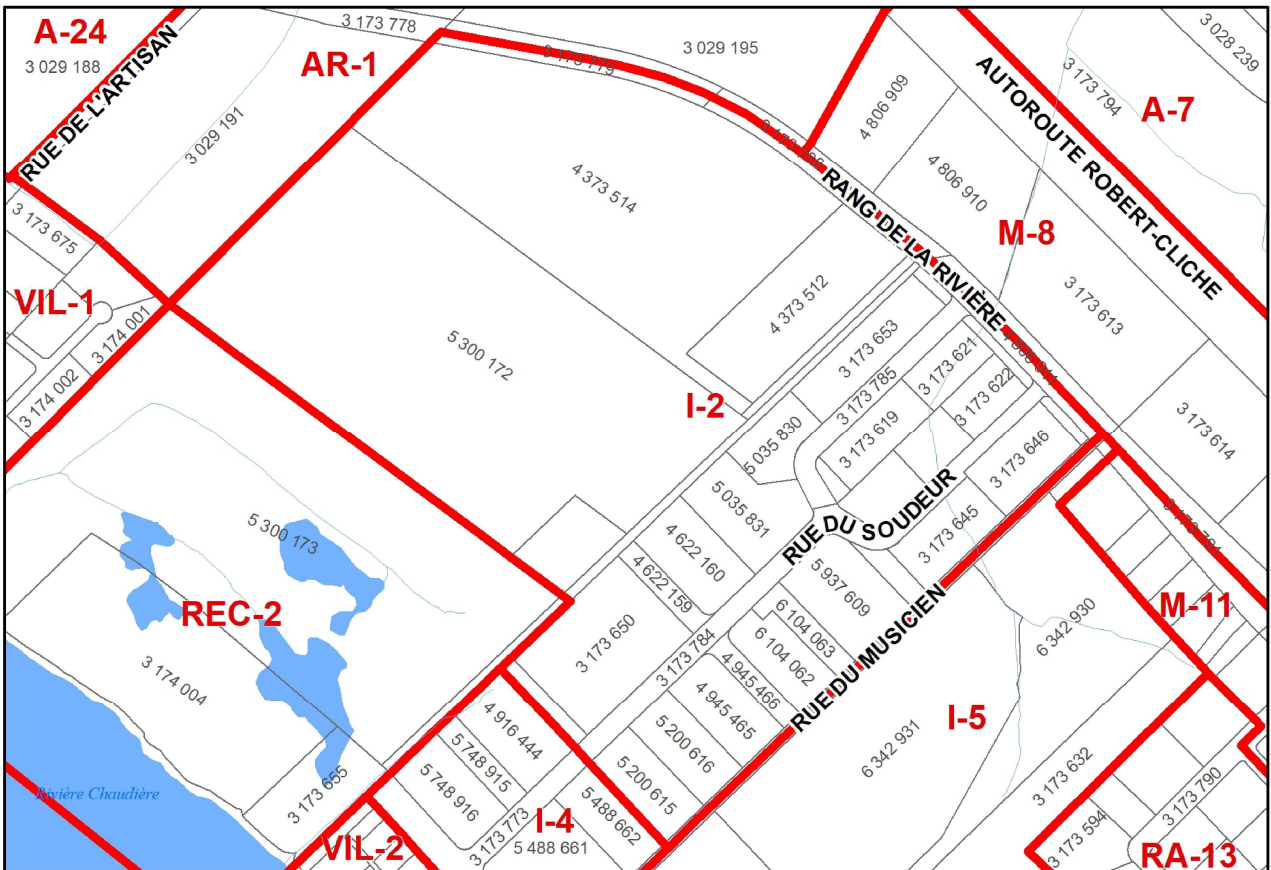 A-24
3 029 188
RUE DE L'ARTISAN
AR-1
3 173 778
3 173 779
3 029 195
3 028 239
3 173 794
A-7
AUTOROUTE ROBERT-CLICHE
4 806 909
4 806 910
M-8
3 029 191
4 373 514
RANG DE LA RIVIÈRE
3 173 675
VIL-1
3 174 001
3 174 002
5 300 172
4 373 512
3 173 613
3 173 653
3 173 785
3 173 621
3 173 622
I-2
5 035 830
3 173 619
3 173 614
3 173 646
5 035 831
RUE DU SOUDEUR
3 173 645
4 622 160
4 622 159
5 300 173
5 937 609
REC-2
3 173 650
3 173 784
6 104 063
6 104 062
RUE DU MUSICIEN
6 342 930
M-11
3 174 004
4 945 466
4 945 465
4 916 444
5 200 616
I-5
6 342 931
5 748 915
5 748 916
5 200 615
3 173 655
Rivière Chaudière
3 173 632
3 173 790
VIL-2
3 173 773
I-4
5 488 661
5 488 662
3 173 594
RA-13